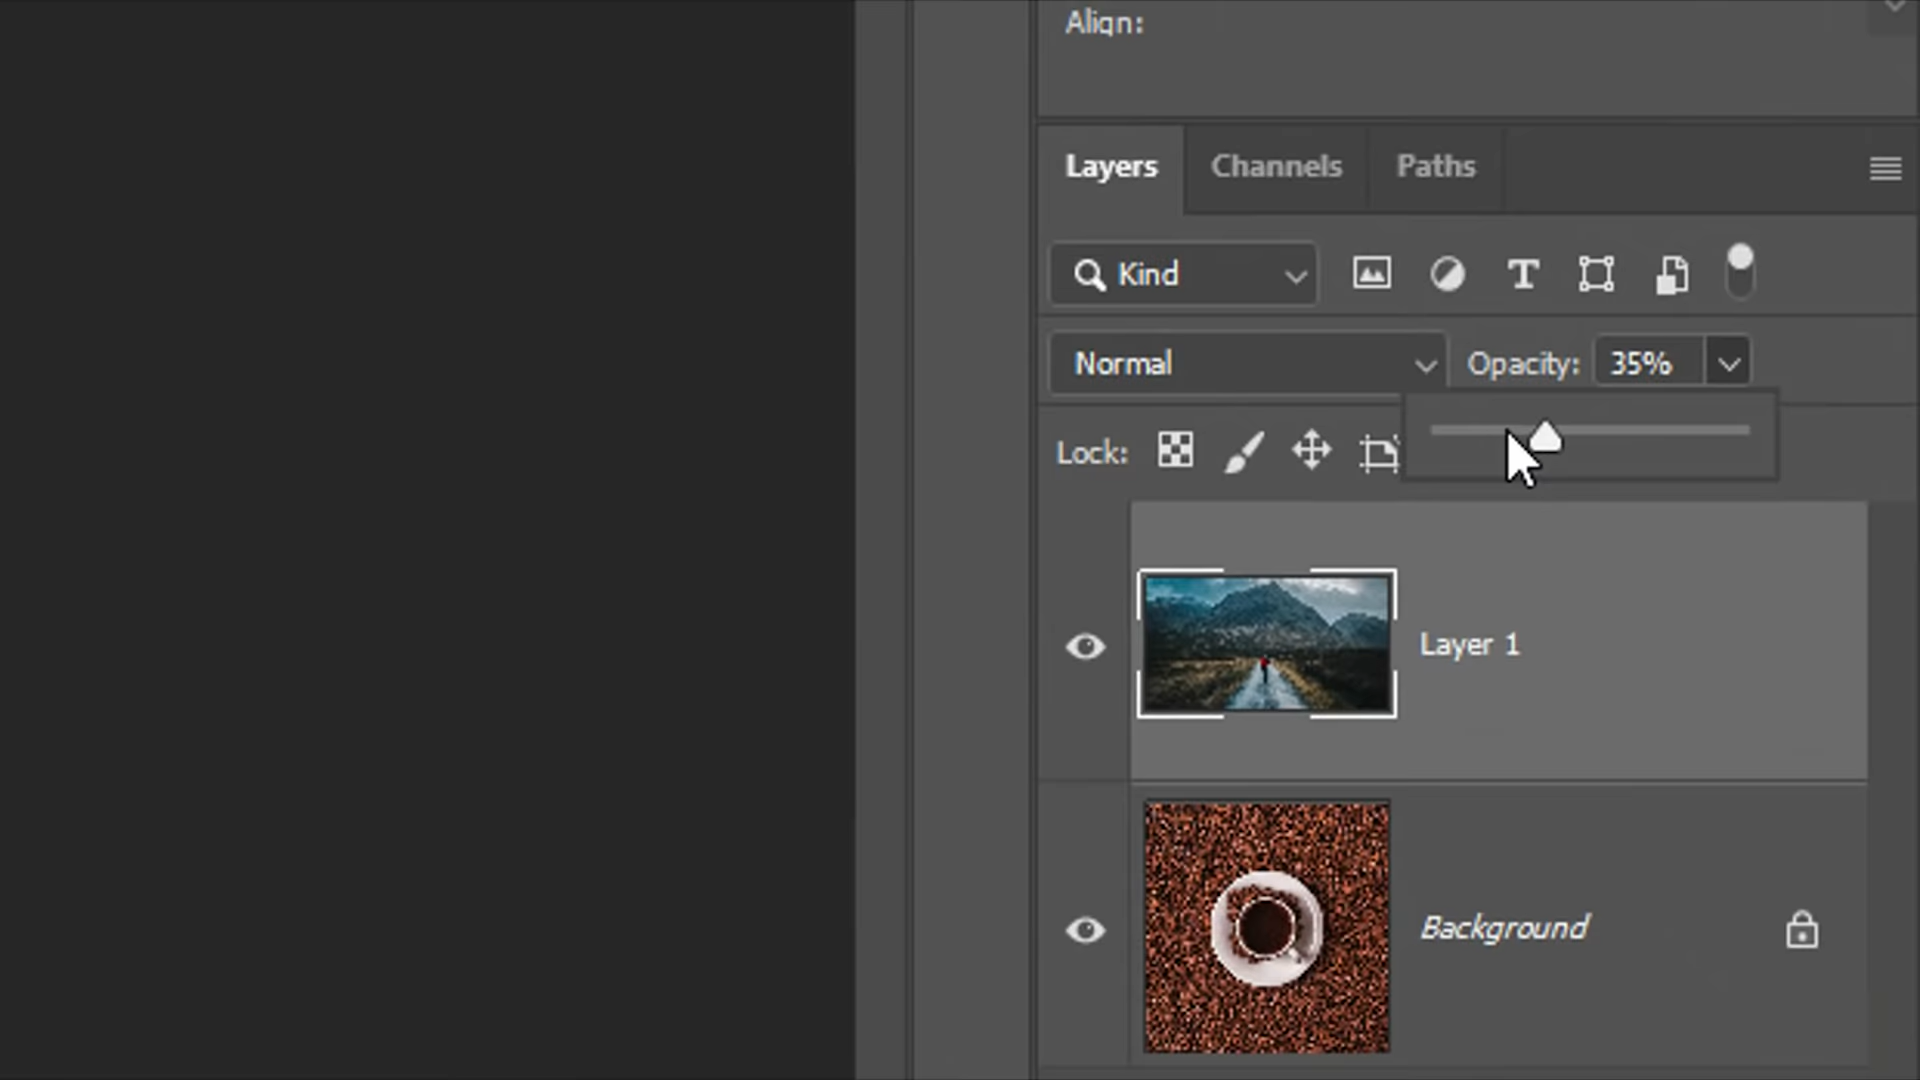 Align:
Layers Channels Paths
Kind
Normal Opacity: 35%
Lock:
Layer 1
Background